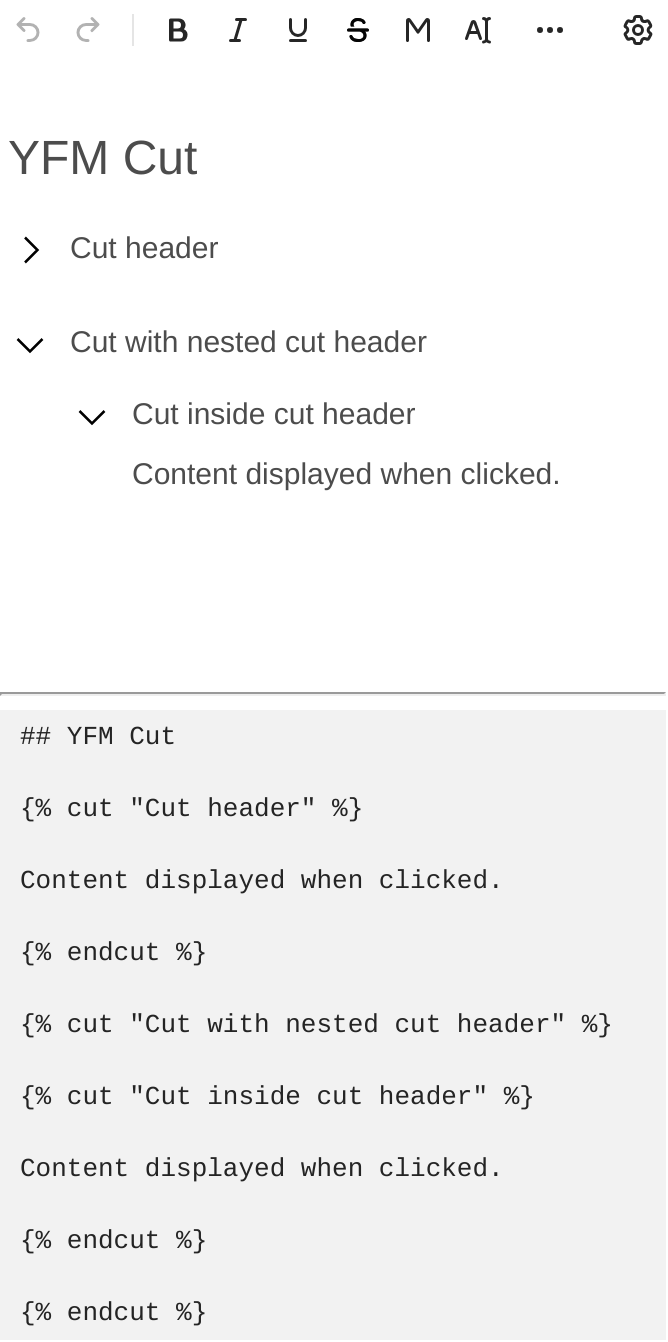 B I U S M AI
YFM Cut
Cut header
Cut with nested cut header
Cut inside cut header
Content displayed when clicked.
## YFM Cut
{% cut "Cut header" %}
Content displayed when clicked.
{% endcut %}
{% cut "Cut with nested cut header" %}
{% cut "Cut inside cut header" %}
Content displayed when clicked.
{% endcut %}
{% endcut %}